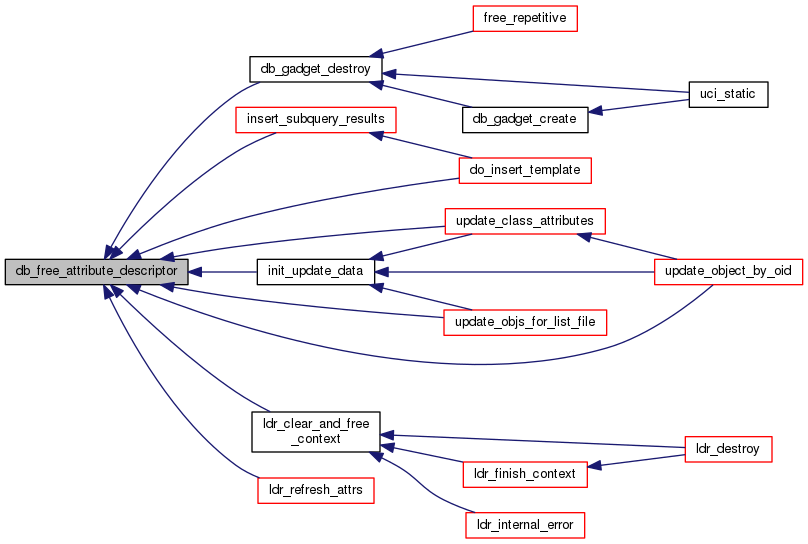 free_repetitive
db_gadget_destroy
uci_static
insert_subquery_results
db_gadget_create
do_insert_template
update_class_attributes
db_free_attribute_descriptor
init_update_data
update_object_by_oid
update_objs_for_list_file
ldr_clear_and_free
_context
ldr_destroy
ldr_finish_context
ldr_refresh_attrs
ldr_internal_error